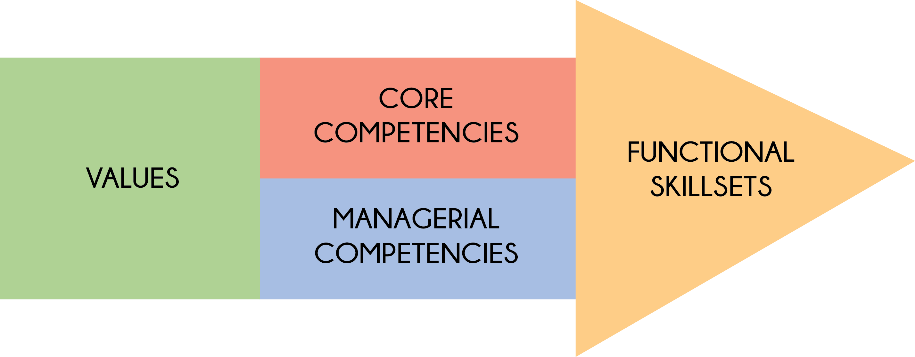 VALUES
CORE
COMPETENCIES
MANAGERIAL
COMPETENCIES
FUNCTIONAL
SKILLSETS